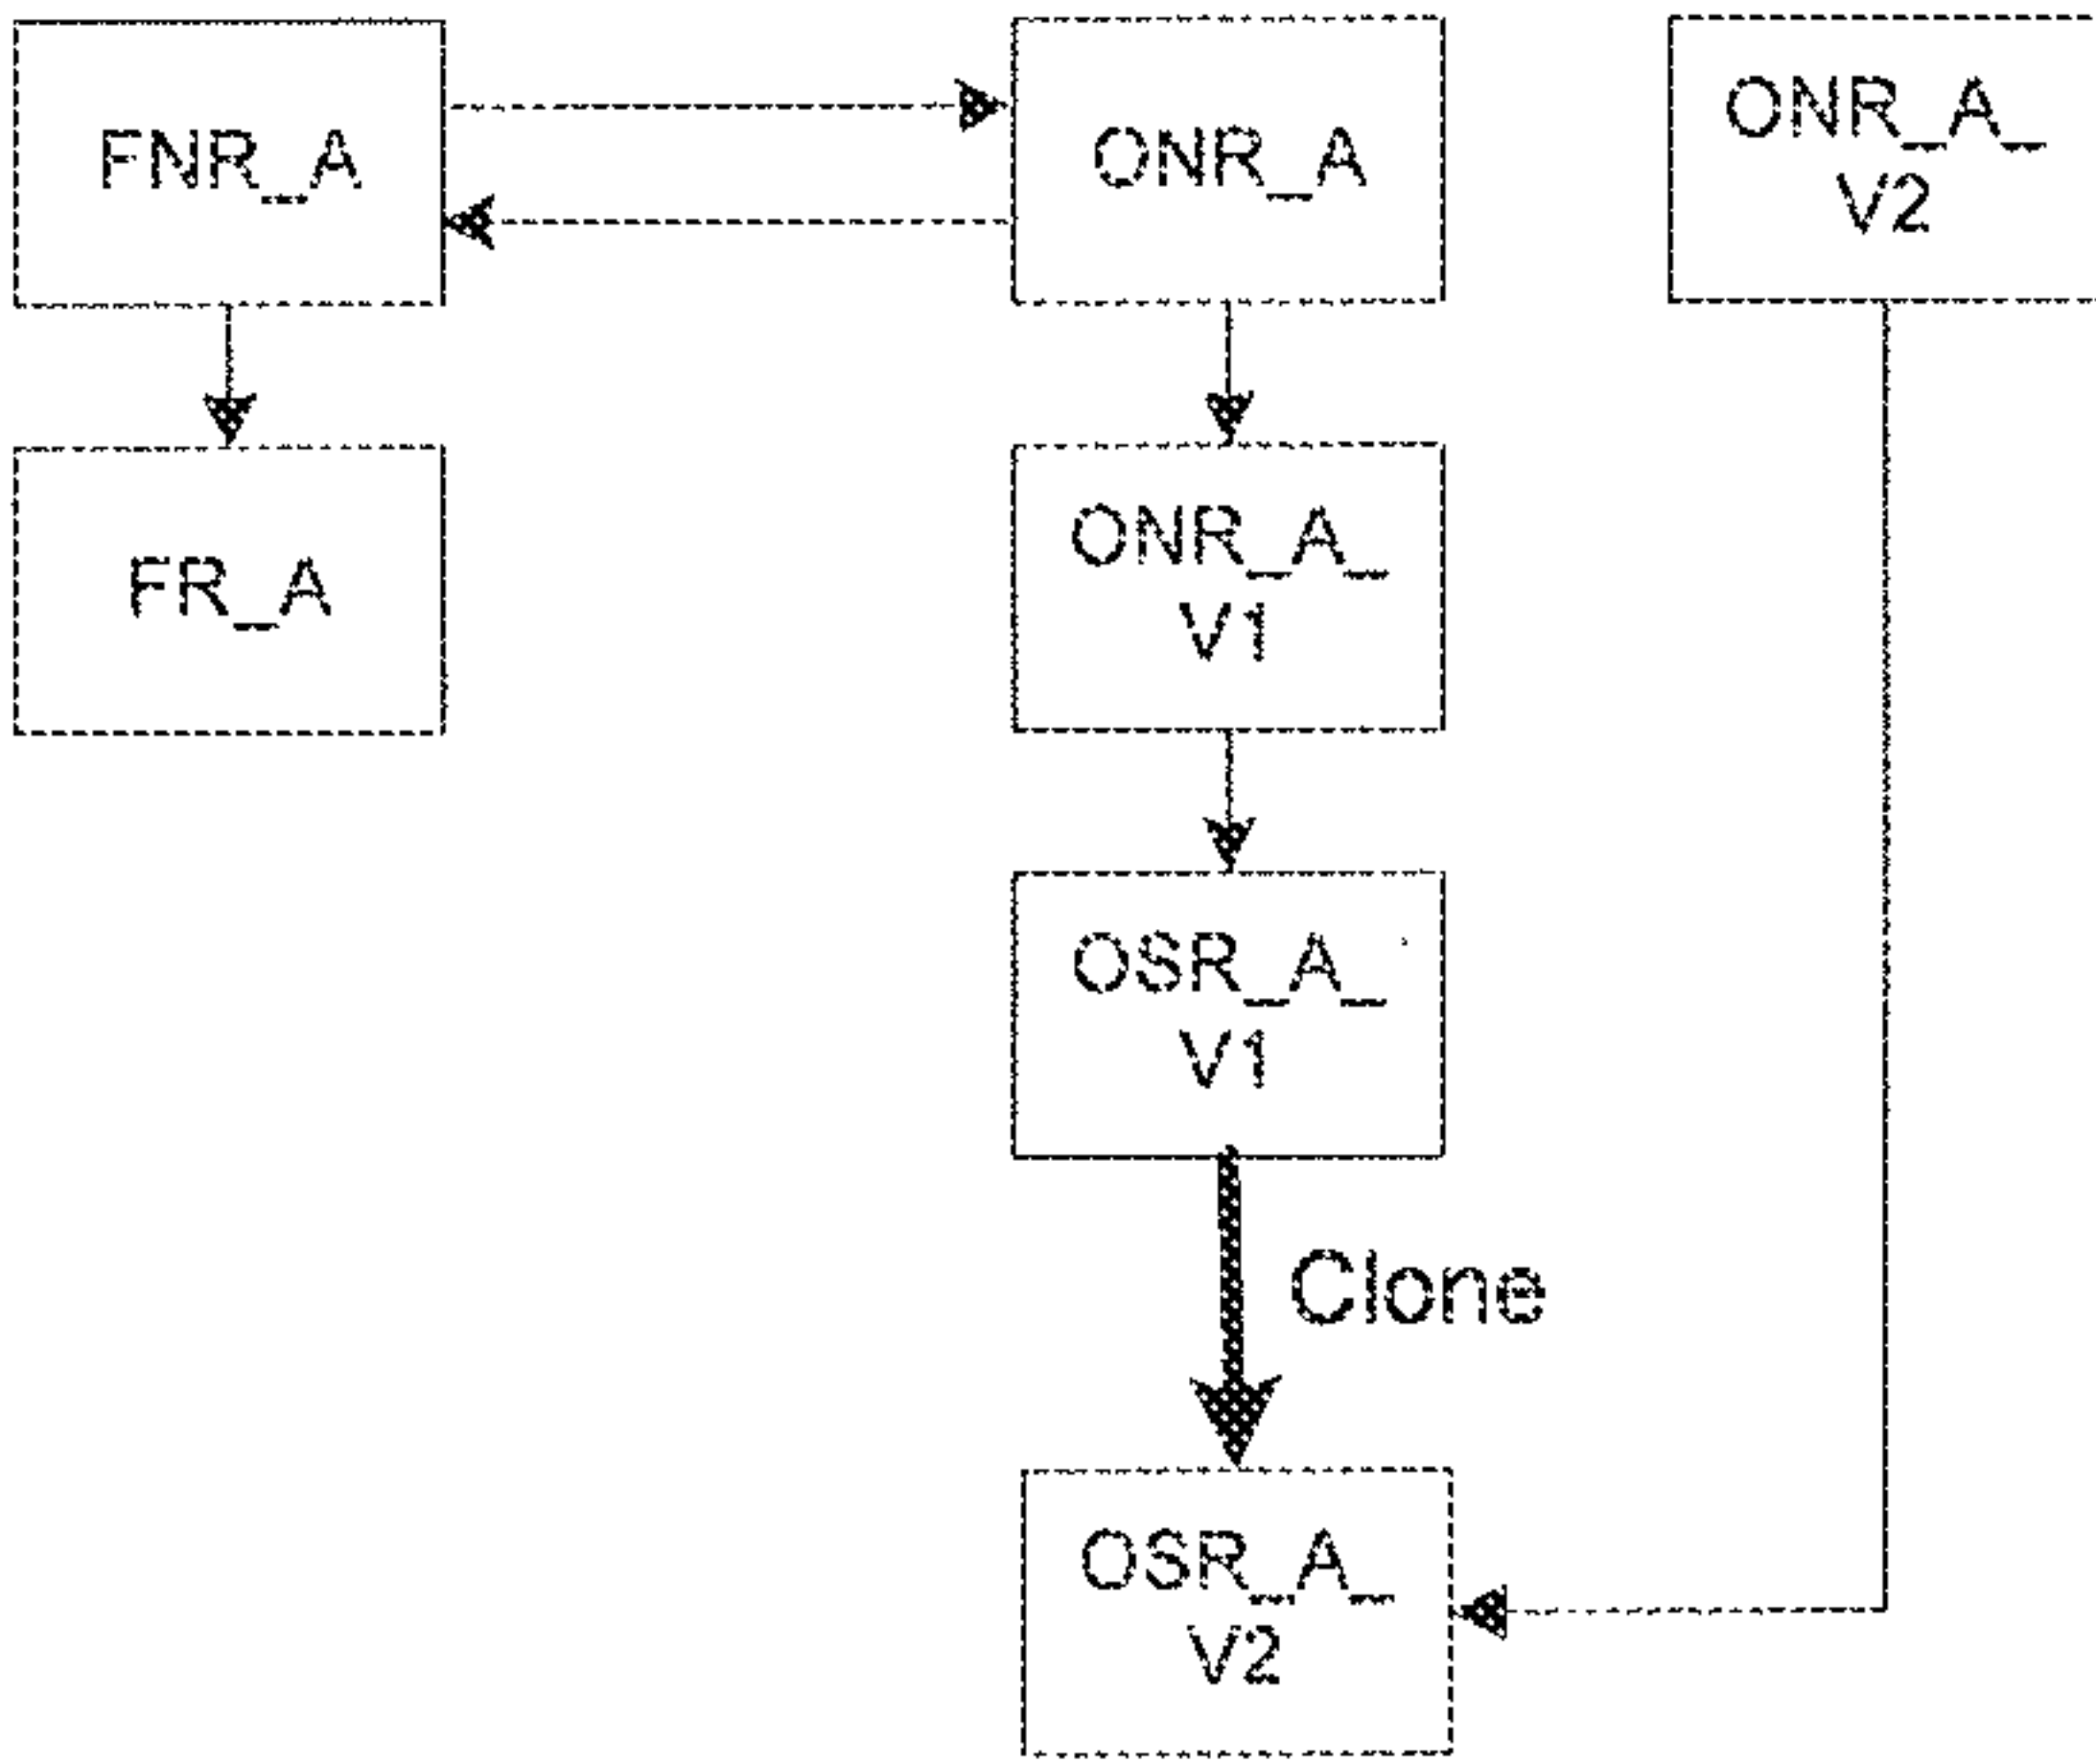 FNR_A
ONR_A
ONR_A_
V2
FR_A
ONR_A_
V1
OSR_A_
V1
Clone
OSR_A_
V2